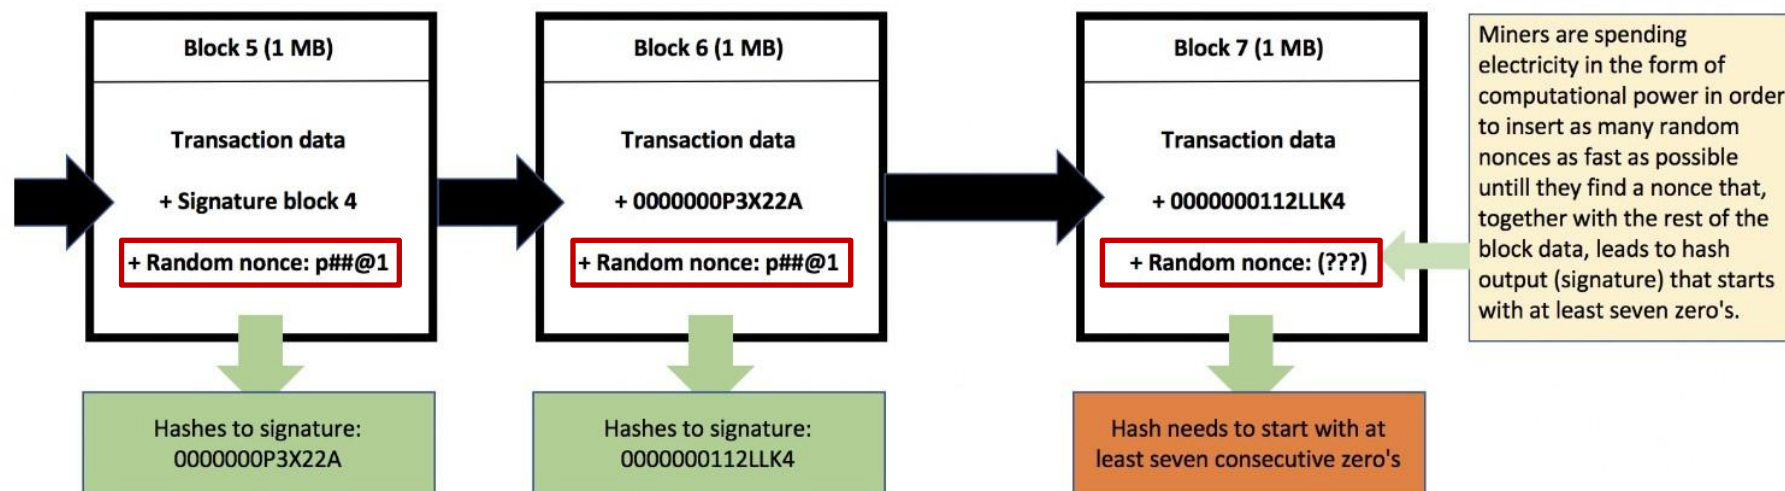 Block 5 (1 MB)
Transaction data
+ Signature block 4
+ Random nonce: p##@1
Hashes to signature:
0000000P3X22A
Block 6 (1 MB)
Transaction data
+ 0000000P3X22A
+ Random nonce: p##@1
Hashes to signature:
0000000112LLK4
Block 7 (1 MB)
Transaction data
+ 0000000112LLK4
+ Random nonce: (???)
Hash needs to start with at
least seven consecutive zero's
Miners are spending
electricity in the form of
computational power in order
to insert as many random
nonces as fast as possible
untill they find a nonce that,
together with the rest of the
block data, leads to hash
output (signature) that starts
with at least seven zero's.